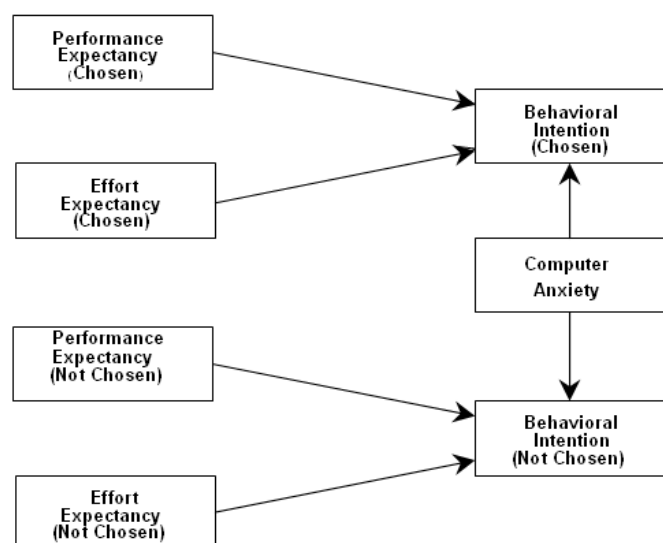 Performance
Expectancy
(Chosen)
Behavioral
Intention
(Chosen)
Effort
Expectancy
(Chosen)
Computer
Anxiety
Performance
Expectancy
(Not Chosen)
Behavioral
Intention
(Not Chosen)
Effort
Expectancy
(Not Chosen)